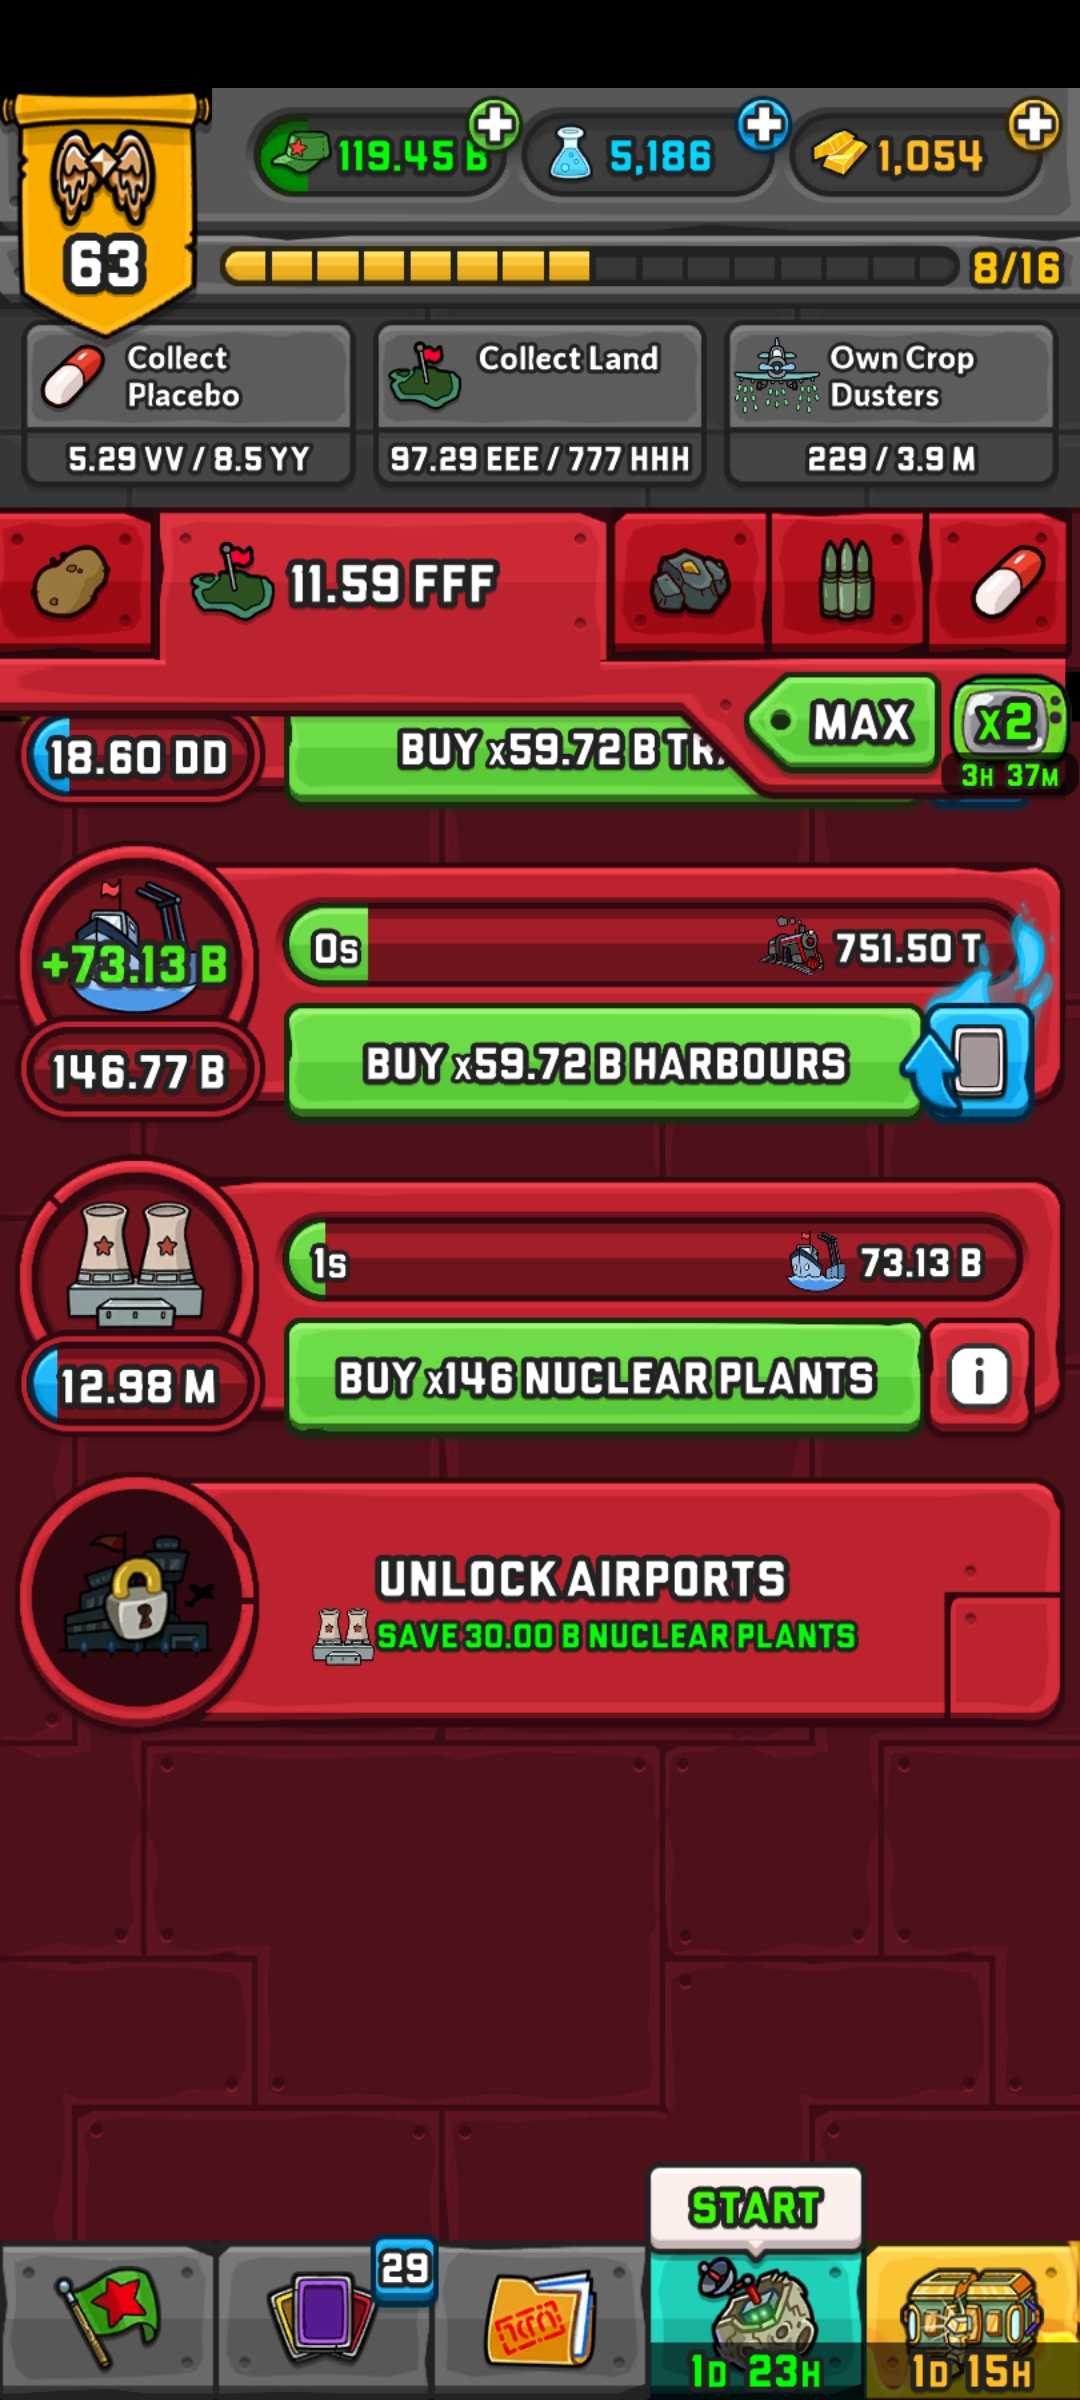 119.45 B
5,186
1,054
63
8/16
Collect
Placebo
5.29 VV / 8.5 YY
Collect Land
97.29 EEE / 777 HHH
Own Crop
Dusters
229 / 3.9 M
11.59 FFF
MAX
x2
3H 37M
18.60 DD
BUY x59.72 B
+73.13 B
146.77 B
0s
751.50 T
BUY x59.72 B HARBOURS
12.98 M
1s
73.13 B
BUY x146 NUCLEAR PLANTS
i
UNLOCK AIRPORTS
SAVE 30.00 B NUCLEAR PLANTS
START
29
1D 23H
1D 15H